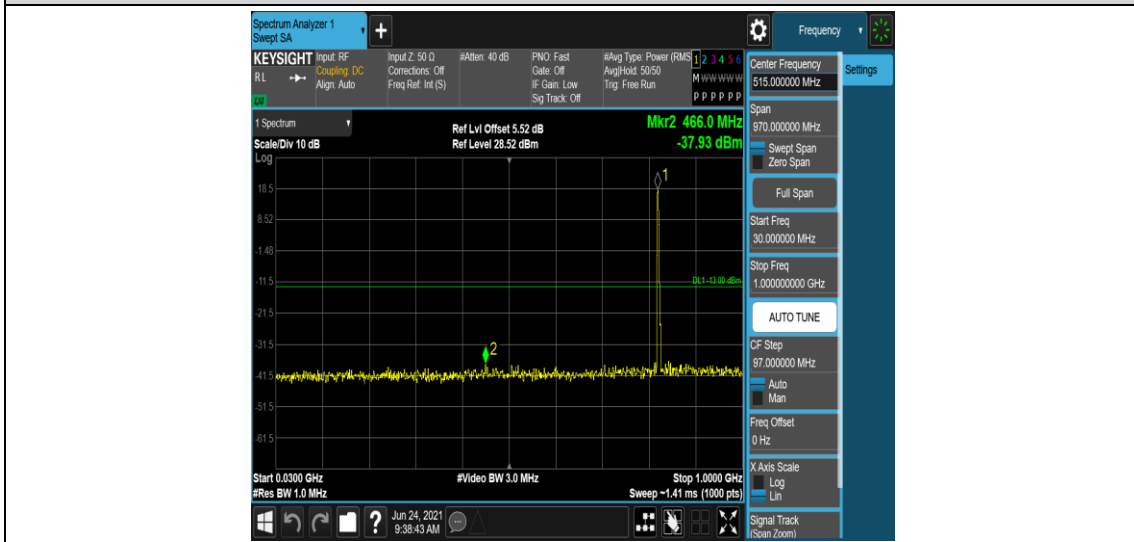 Spectrum Analyzer 1
Swept SA
+
Frequency
KEYSIGHT
RL
LXI
Input: RF
Coupling: DC
Align: Auto
Input Z: 50 Ω
Corrections: Off
Freq Ref: Int (S)
#Atten: 40 dB
PNO: Fast
Gate: Off
IF Gain: Low
Sig Track: Off
#Avg Type: Power (RMS
Avg|Hold: 50/50
Trig: Free Run
1 2 3 4 5 6
M W W W W W
P P P P P P
1 Spectrum
Scale/Div 10 dB
Log
Ref Lvl Offset 5.52 dB
Ref Level 28.52 dBm
Mkr2 466.0 MHz
-37.93 dBm
18.5
8.52
-1.48
-11.5
-21.5
-31.5
-41.5
-51.5
-61.5
1
DL1 -13.00 dBm
2
Start 0.0300 GHz
#Res BW 1.0 MHz
#Video BW 3.0 MHz
Stop 1.0000 GHz
Sweep ~1.41 ms (1000 pts)
?
Jun 24, 2021
9:38:43 AM
Center Frequency
515.000000 MHz
Span
970.000000 MHz
Swept Span
Zero Span
Full Span
Start Freq
30.000000 MHz
Stop Freq
1.000000000 GHz
AUTO TUNE
CF Step
97.000000 MHz
Auto
Man
Freq Offset
0 Hz
X Axis Scale
Log
Lin
Signal Track
(Span Zoom)
Settings